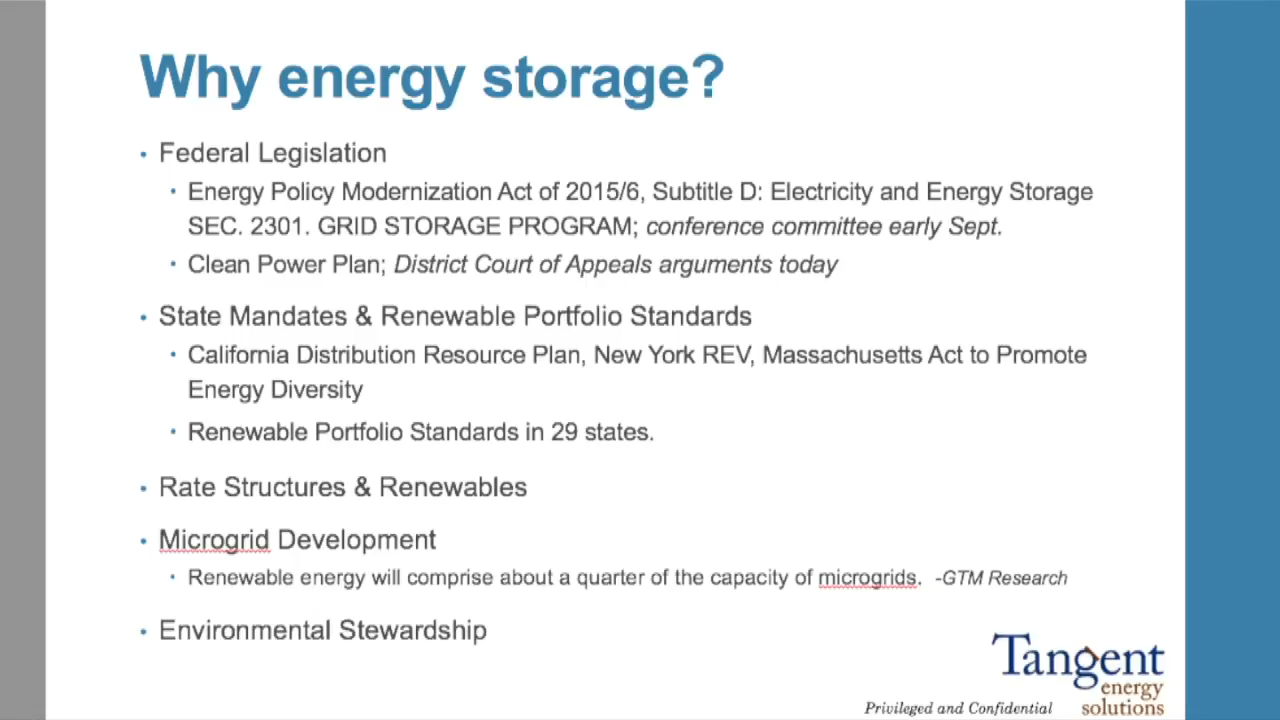 Why energy storage?
• Federal Legislation
• Energy Policy Modernization Act of 2015/6, Subtitle D: Electricity and Energy Storage
SEC. 2301. GRID STORAGE PROGRAM; conference committee early Sept.
• Clean Power Plan; District Court of Appeals arguments today
• State Mandates & Renewable Portfolio Standards
• California Distribution Resource Plan, New York REV, Massachusetts Act to Promote
Energy Diversity
• Renewable Portfolio Standards in 29 states.
• Rate Structures & Renewables
• Microgrid Development
• Renewable energy will comprise about a quarter of the capacity of microgrids. -GTM Research
• Environmental Stewardship
Tangent
energy
solutions
Privileged and Confidential